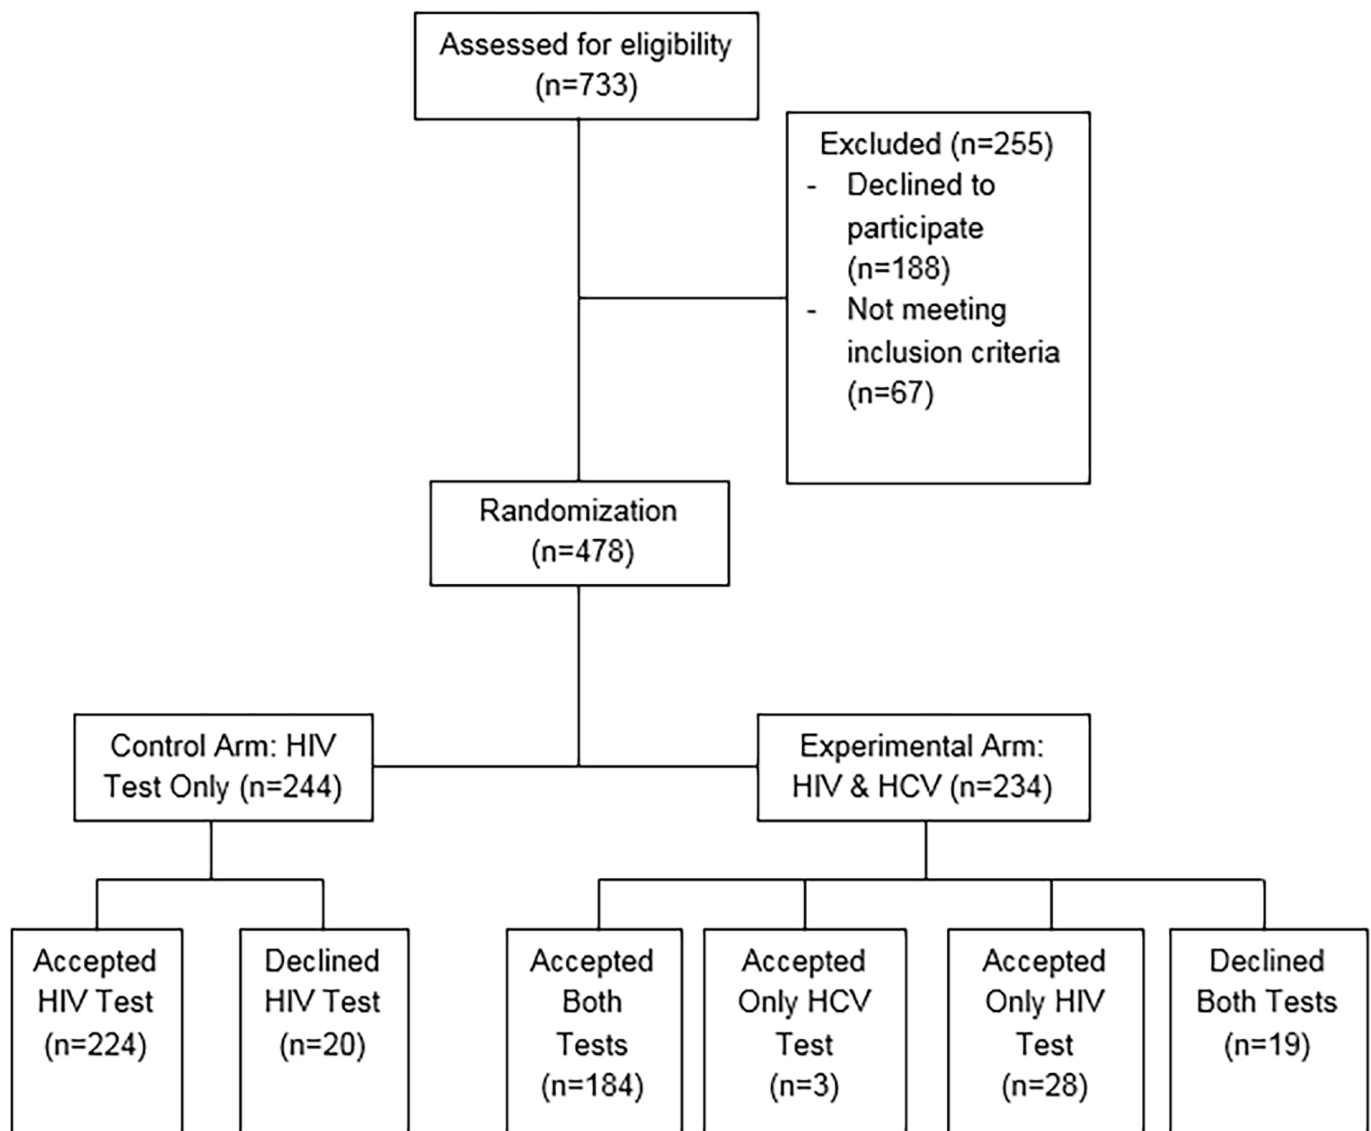 Assessed for eligibility
(n=733)
Excluded (n=255)
- Declined to
participate
(n=188)
- Not meeting
inclusion criteria
(n=67)
Randomization
(n=478)
Control Arm: HIV
Test Only (n=244)
Experimental Arm:
HIV & HCV (n=234)
Accepted
HIV Test
(n=224)
Declined
HIV Test
(n=20)
Accepted
Both
Tests
(n=184)
Accepted
Only HCV
Test
(n=3)
Accepted
Only HIV
Test
(n=28)
Declined
Both Tests
(n=19)